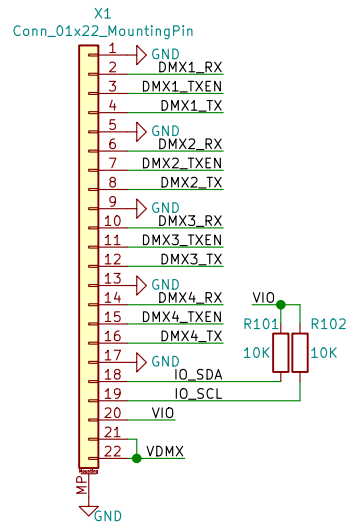 X1
Conn_01x22_MountingPin
1 GND
2 DMX1_RX
3 DMX1_TXEN
4 DMX1_TX
5 GND
6 DMX2_RX
7 DMX2_TXEN
8 DMX2_TX
9 GND
10 DMX3_RX
11 DMX3_TXEN
12 DMX3_TX
13 GND
14 DMX4_RX VIO
15 DMX4_TXEN R101 R102
16 DMX4_TX 10K 10K
17 GND
18 IO_SDA
19 IO_SCL
20 VIO
21
22 VDMX
Mounting
MP
GND